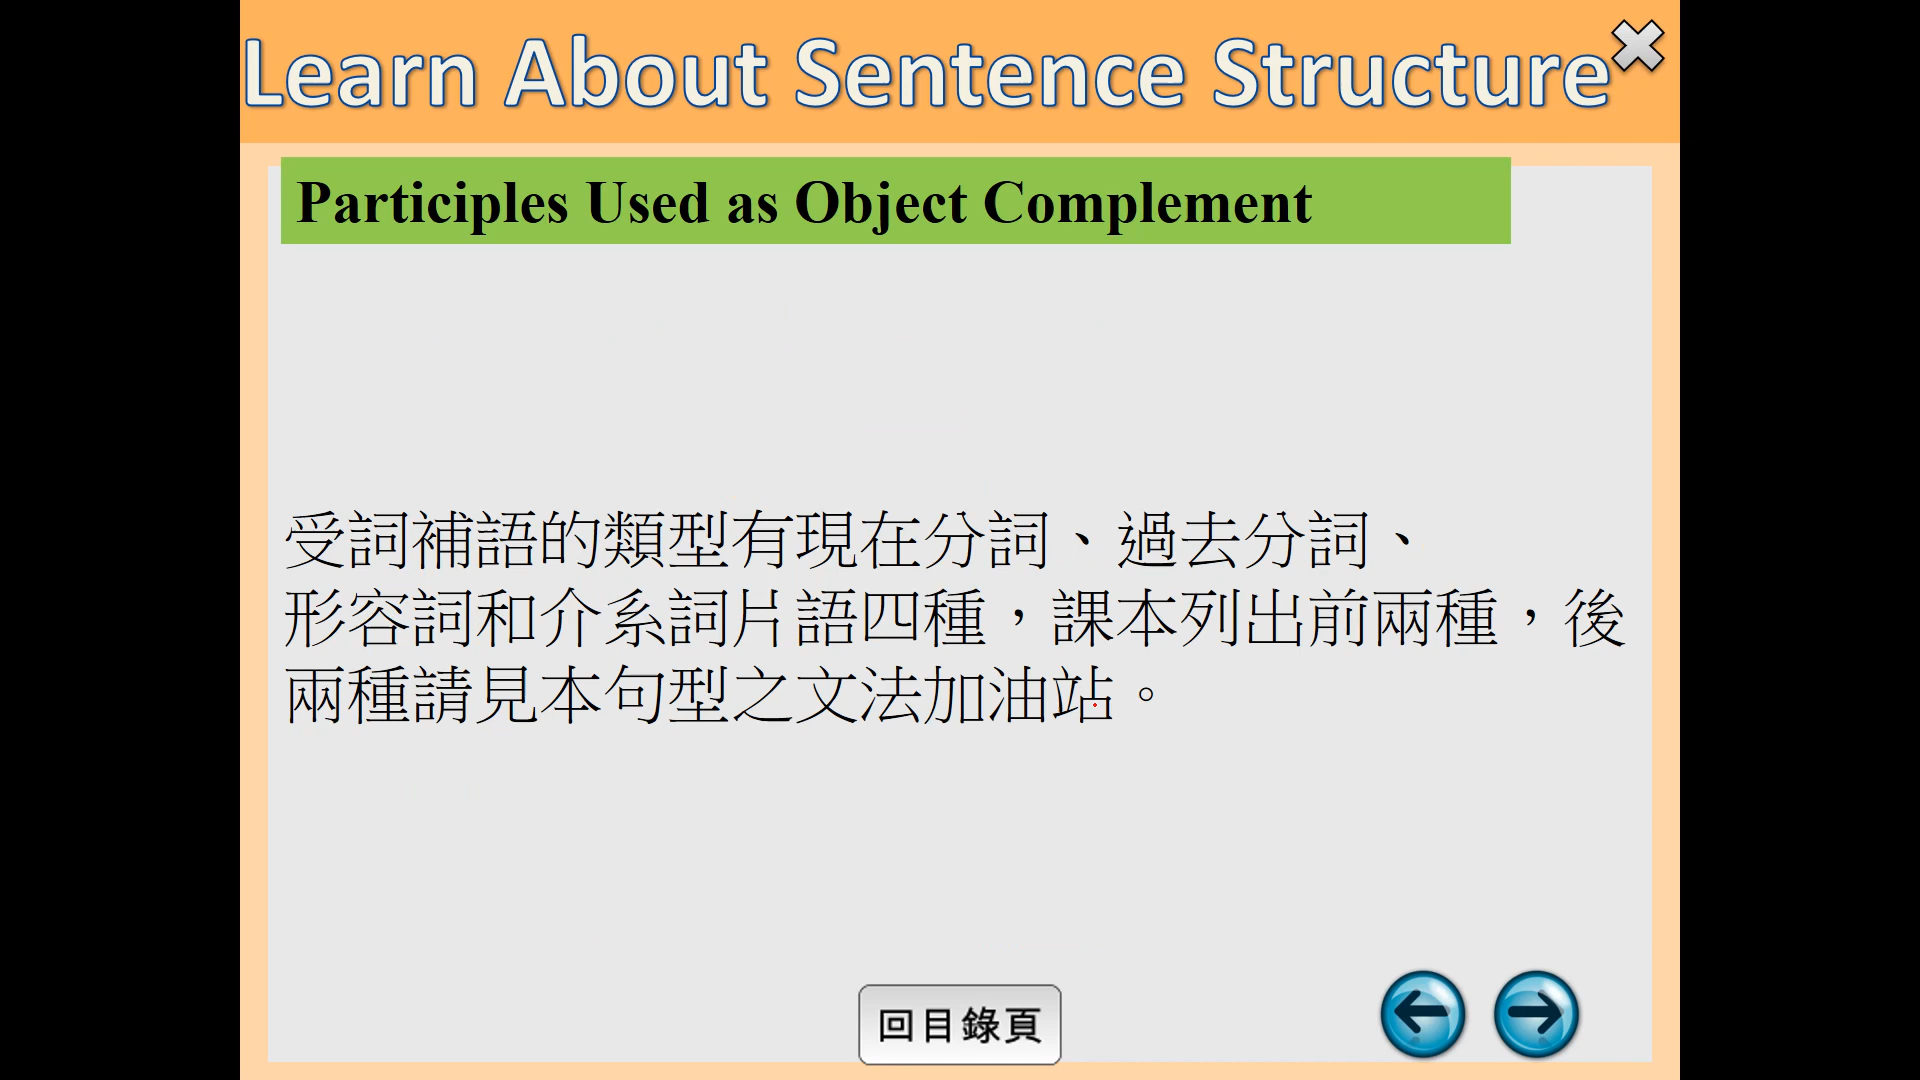 Learn About Sentence Structure
Participles Used as Object Complement
受詞補語的類型有現在分詞、過去分詞、
形容詞和介系詞片語四種，課本列出前兩種，後
兩種請見本句型之文法加油站。
回目錄頁